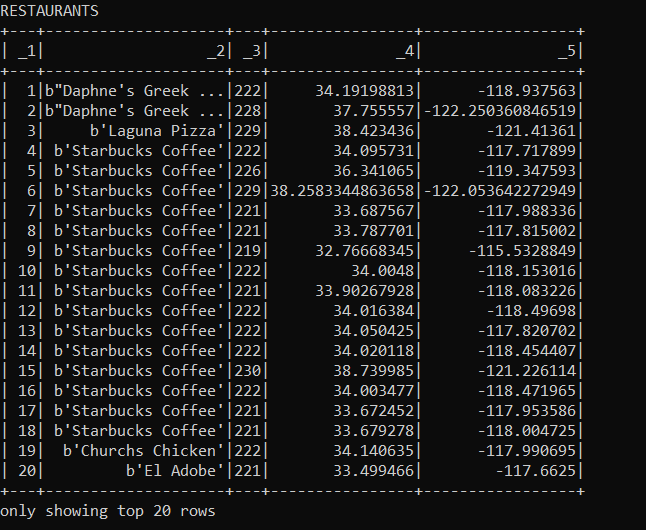 RESTAURANTS
+---+--------------------+---+----------------+-----------------+
| _1|                  _2| _3|              _4|               _5|
+---+--------------------+---+----------------+-----------------+
|  1|b"Daphne's Greek ...|222|     34.19198813|      -118.937563|
|  2|b"Daphne's Greek ...|228|       37.755557|-122.250360846519|
|  3|     b'Laguna Pizza'|229|       38.423436|       -121.41361|
|  4| b'Starbucks Coffee'|222|       34.095731|      -117.717899|
|  5| b'Starbucks Coffee'|226|       36.341065|      -119.347593|
|  6| b'Starbucks Coffee'|229|38.2583344863658|-122.053642272949|
|  7| b'Starbucks Coffee'|221|       33.687567|      -117.988336|
|  8| b'Starbucks Coffee'|221|       33.787701|      -117.815002|
|  9| b'Starbucks Coffee'|219|     32.76668345|     -115.5328849|
| 10| b'Starbucks Coffee'|222|         34.0048|      -118.153016|
| 11| b'Starbucks Coffee'|221|     33.90267928|      -118.083226|
| 12| b'Starbucks Coffee'|222|       34.016384|       -118.49698|
| 13| b'Starbucks Coffee'|222|       34.050425|      -117.820702|
| 14| b'Starbucks Coffee'|222|       34.020118|      -118.454407|
| 15| b'Starbucks Coffee'|230|       38.739985|      -121.226114|
| 16| b'Starbucks Coffee'|222|       34.003477|      -118.471965|
| 17| b'Starbucks Coffee'|221|       33.672452|      -117.953586|
| 18| b'Starbucks Coffee'|221|       33.679278|      -118.004725|
| 19|  b'Churchs Chicken'|222|       34.140635|      -117.990695|
| 20|         b'El Adobe'|221|       33.499466|        -117.6625|
+---+--------------------+---+----------------+-----------------+
only showing top 20 rows